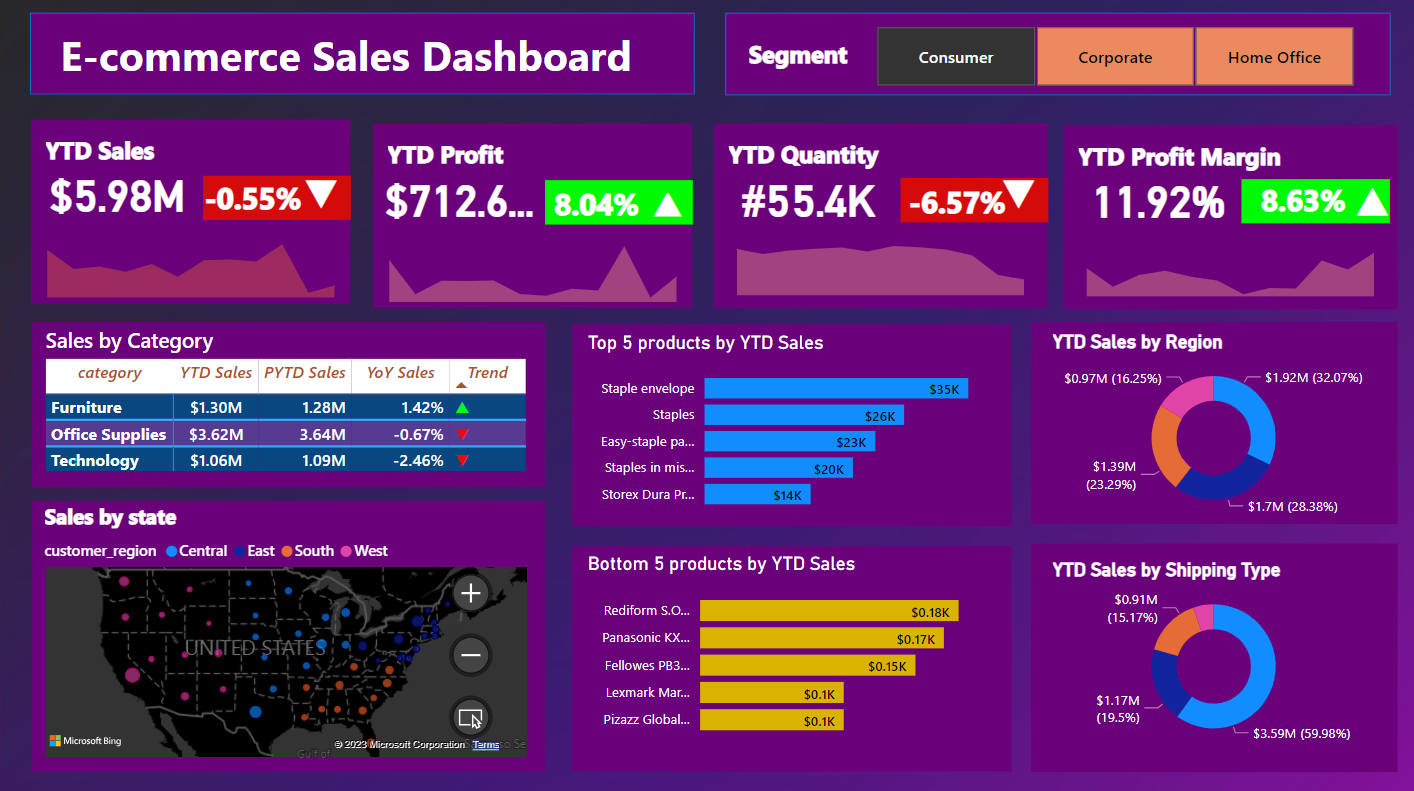 E-commerce Sales Dashboard
Segment
Consumer
Corporate
Home Office
YTD Sales
$5.98M
-0.55%
YTD Profit
$712.6...
8.04%
YTD Quantity
#55.4K
-6.57%
YTD Profit Margin
11.92%
8.63%
Sales by Category
category YTD Sales PYTD Sales YoY Sales Trend
Furniture $1.30M 1.28M 1.42%
Office Supplies $3.62M 3.64M -0.67%
Technology $1.06M 1.09M -2.46%
Sales by state
customer_region Central East South West
UNITED STATES
Microsoft Bing
© 2023 Microsoft Corporation Terms
Gulf of
Top 5 products by YTD Sales
Staple envelope $35K
Staples $26K
Easy-staple pa... $23K
Staples in mis... $20K
Storex Dura Pr... $14K
Bottom 5 products by YTD Sales
Rediform S.O... $0.18K
Panasonic KX... $0.17K
Fellowes PB3... $0.15K
Lexmark Mar... $0.1K
Pizazz Global... $0.1K
YTD Sales by Region
$0.97M (16.25%)
$1.92M (32.07%)
$1.39M
(23.29%)
$1.7M (28.38%)
YTD Sales by Shipping Type
$0.91M
(15.17%)
$1.17M
(19.5%)
$3.59M (59.98%)